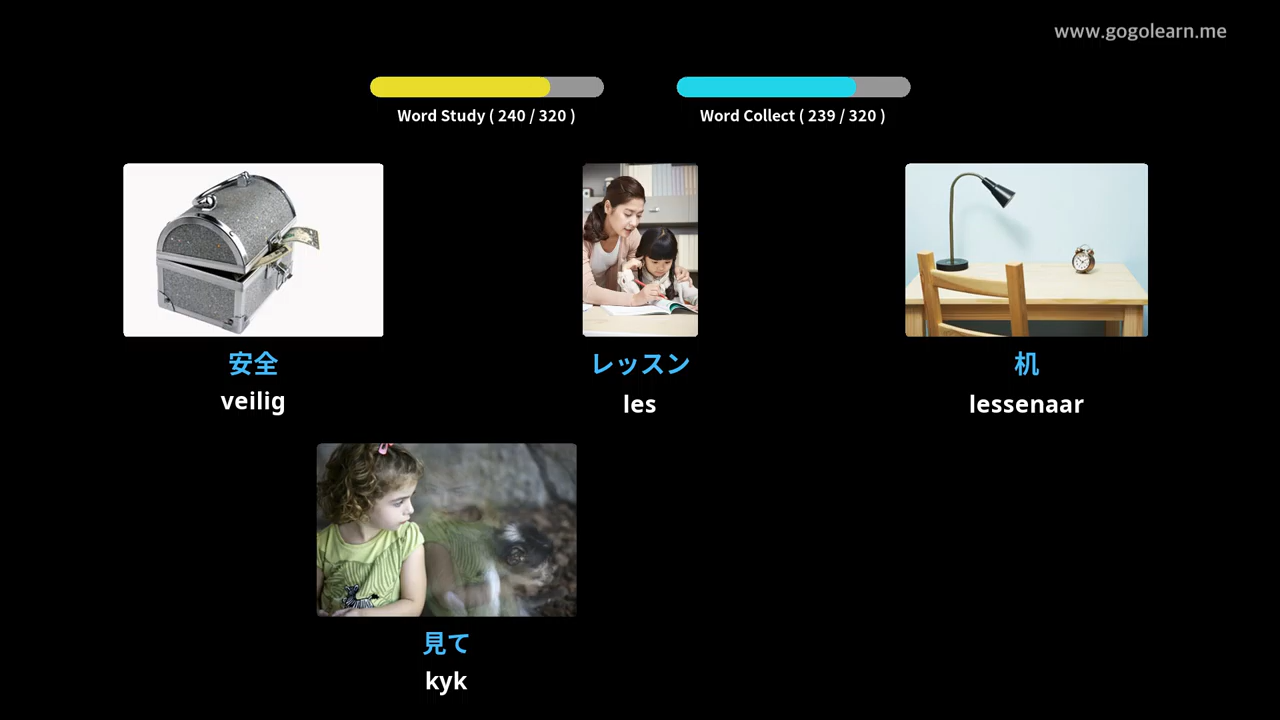 www.gogolearn.me
Word Study ( 240 / 320 )
Word Collect ( 239 / 320 )
安全
veilig
レッスン
les
机
lessenaar
見て
kyk